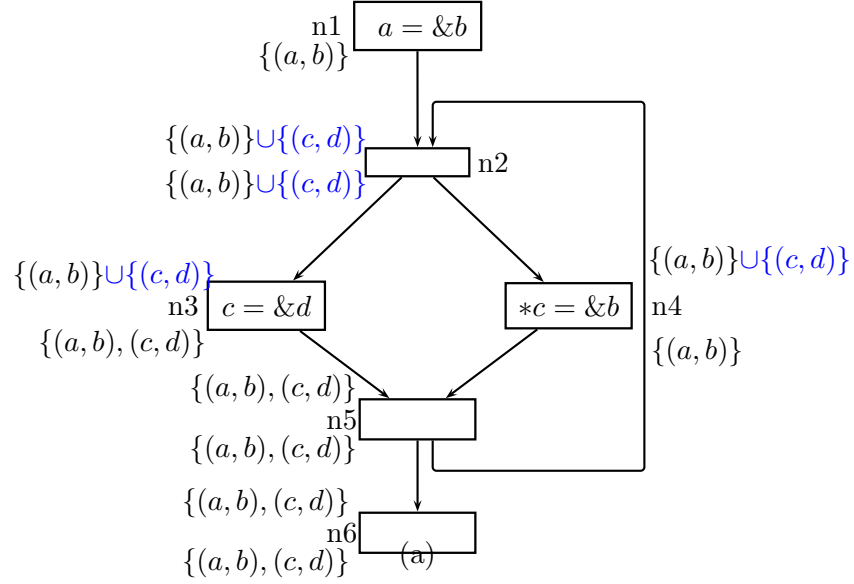 n1 a = &b
{(a, b)}
{(a, b)}∪{(c, d)}
{(a, b)}∪{(c, d)} n2
{(a, b)}∪{(c, d)} {(a, b)}∪{(c, d)}
n3 c = &d *c = &b n4
{(a, b), (c, d)} {(a, b)}
{(a, b), (c, d)}
n5
{(a, b), (c, d)}
{(a, b), (c, d)}
n6
(a)
{(a, b), (c, d)}